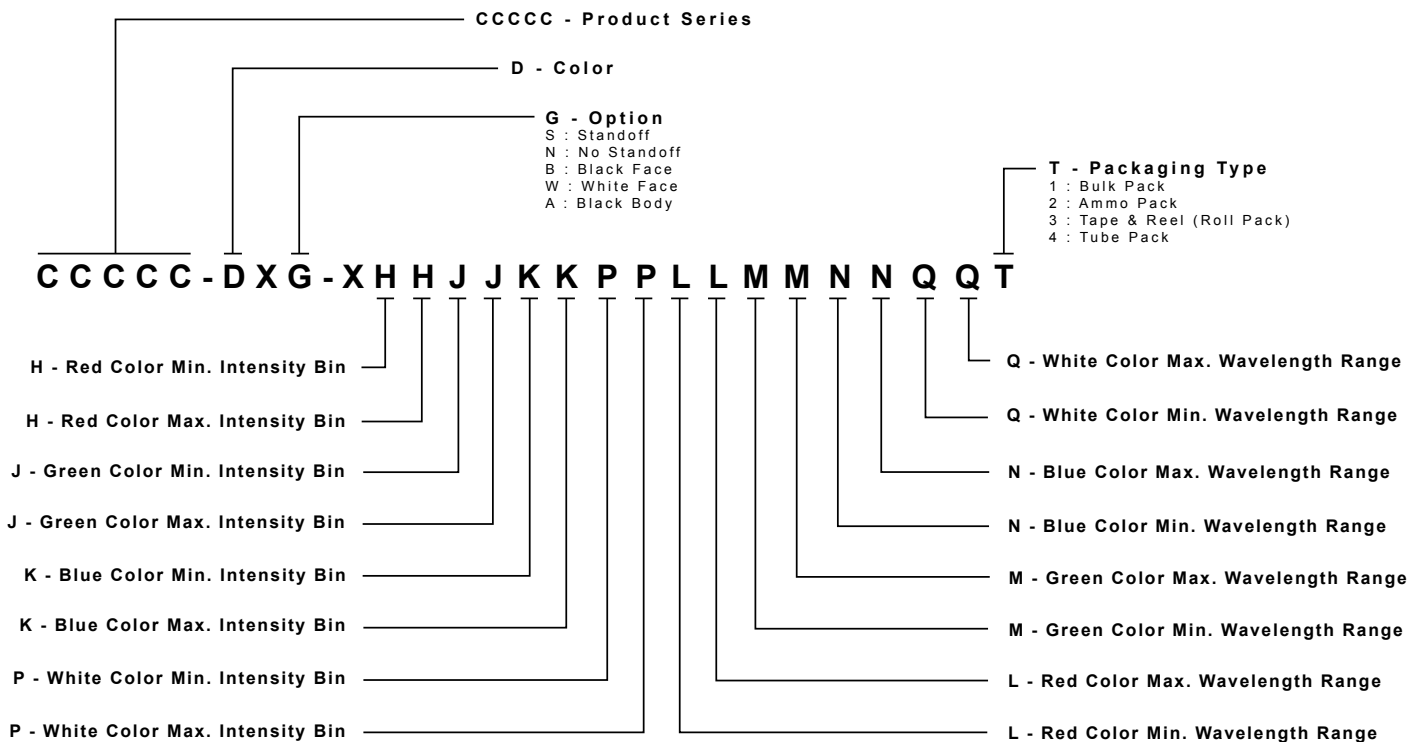 CCCCC - Product Series
D - Color
G - Option
S : Standoff
N : No Standoff
B : Black Face
W : White Face
A : Black Body
T - Packaging Type
1 : Bulk Pack
2 : Ammo Pack
3 : Tape & Reel (Roll Pack)
4 : Tube Pack
CCCCC-DXG-XHHJJKKPPLLMMNNQQT
H - Red Color Min. Intensity Bin
H - Red Color Max. Intensity Bin
J - Green Color Min. Intensity Bin
J - Green Color Max. Intensity Bin
K - Blue Color Min. Intensity Bin
K - Blue Color Max. Intensity Bin
P - White Color Min. Intensity Bin
P - White Color Max. Intensity Bin
Q - White Color Max. Wavelength Range
Q - White Color Min. Wavelength Range
N - Blue Color Max. Wavelength Range
N - Blue Color Min. Wavelength Range
M - Green Color Max. Wavelength Range
M - Green Color Min. Wavelength Range
L - Red Color Max. Wavelength Range
L - Red Color Min. Wavelength Range